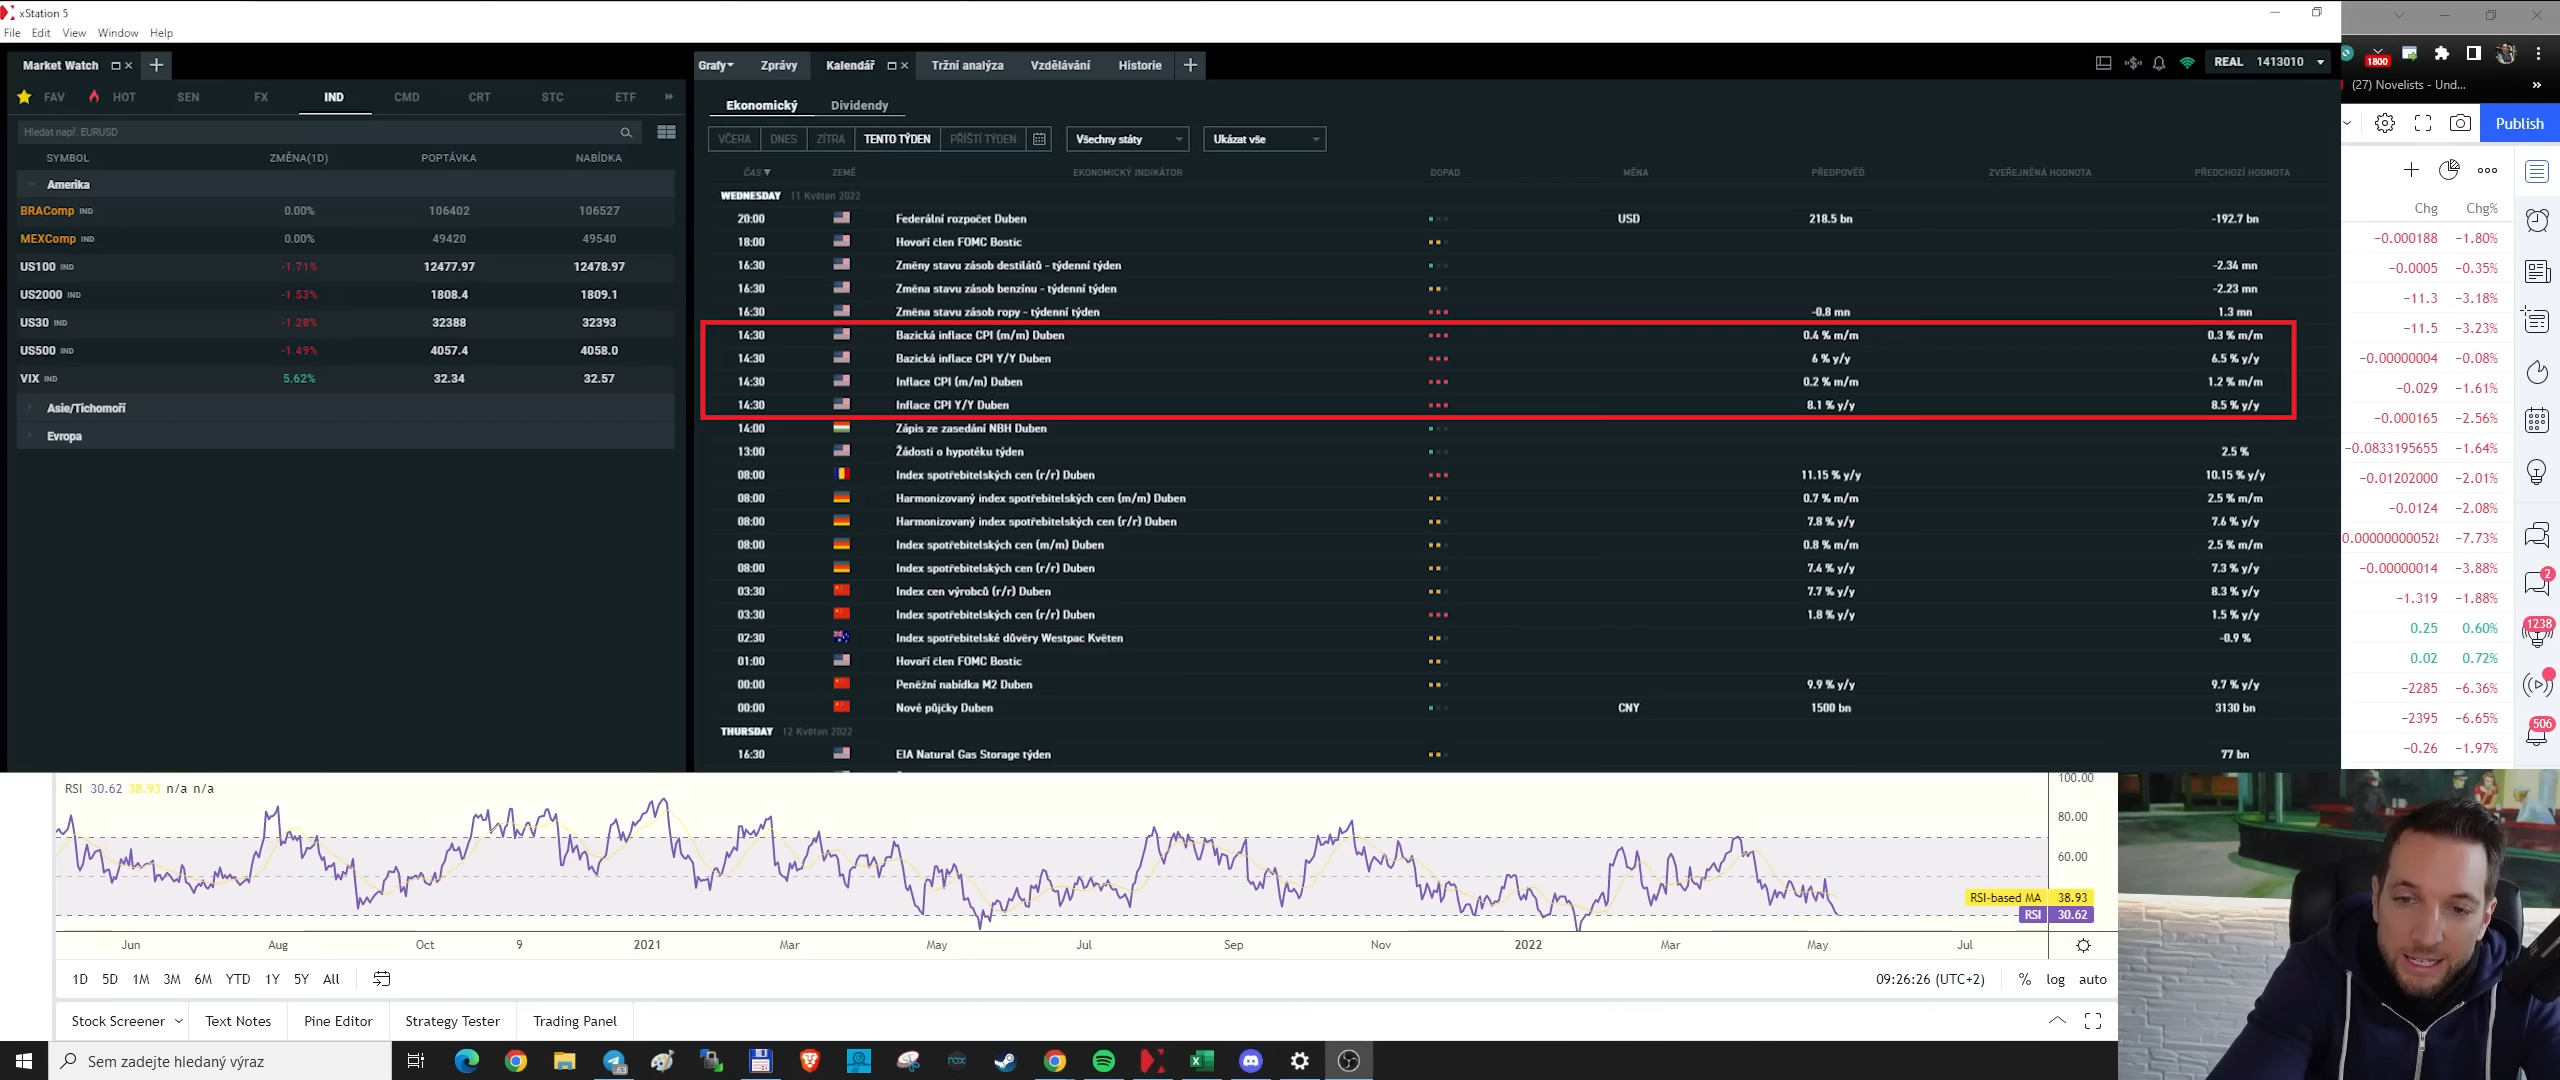 xStation 5
File Edit View Window Help
Market Watch
Grafy Zprávy Kalendář Tržní analýza Vzdělávání Historie
REAL 1413010
1800
FAV HOT SEN FX IND CMD CRT STC ETF
Ekonomický Dividendy
(27) Novelists - Und...
Hledat např. EURUSD
VČERA DNES ZÍTRA TENTO TÝDEN PŘÍŠTÍ TÝDEN Všechny státy Ukázat vše
Publish
SYMBOL ZMĚNA(1D) POPTÁVKA NABÍDKA
Amerika
BRAComp IND 0.00% 106402 106527
MEXComp IND 0.00% 49420 49540
US100 IND -1.71% 12477.97 12478.97
US2000 IND -1.53% 1808.4 1809.1
US30 IND -1.28% 32388 32393
US500 IND -1.49% 4057.4 4058.0
VIX IND 5.62% 32.34 32.57
Asie/Tichomoří
Evropa
ČAS ZEMĚ EKONOMICKÝ INDIKÁTOR DOPAD MĚNA PŘEDPOVĚĎ ZVEŘEJNĚNÁ HODNOTA PŘEDCHOZÍ HODNOTA
WEDNESDAY 11 Květen 2022
20:00 Federální rozpočet Duben USD 218.5 bn -192.7 bn
18:00 Hovoří člen FOMC Bostic
16:30 Změny stavu zásob destilátů - týdenní týden -2.34 mn
16:30 Změna stavu zásob benzínu - týdenní týden -2.23 mn
16:30 Změna stavu zásob ropy - týdenní týden -0.8 mn 1.3 mn
14:30 Bazická inflace CPI (m/m) Duben 0.4 % m/m 0.3 % m/m
14:30 Bazická inflace CPI Y/Y Duben 6 % y/y 6.5 % y/y
14:30 Inflace CPI (m/m) Duben 0.2 % m/m 1.2 % m/m
14:30 Inflace CPI Y/Y Duben 8.1 % y/y 8.5 % y/y
14:00 Zápis ze zasedání NBH Duben
13:00 Žádosti o hypotéku týden 2.5 %
08:00 Index spotřebitelských cen (r/r) Duben 11.15 % y/y 10.15 % y/y
08:00 Harmonizovaný index spotřebitelských cen (m/m) Duben 0.7 % m/m 2.5 % m/m
08:00 Harmonizovaný index spotřebitelských cen (r/r) Duben 7.8 % y/y 7.6 % y/y
08:00 Index spotřebitelských cen (m/m) Duben 0.8 % m/m 2.5 % m/m
08:00 Index spotřebitelských cen (r/r) Duben 7.4 % y/y 7.3 % y/y
03:30 Index cen výrobců (r/r) Duben 7.7 % y/y 8.3 % y/y
03:30 Index spotřebitelských cen (r/r) Duben 1.8 % y/y 1.5 % y/y
02:30 Index spotřebitelské důvěry Westpac Květen -0.9 %
01:00 Hovoří člen FOMC Bostic
00:00 Peněžní nabídka M2 Duben 9.9 % y/y 9.7 % y/y
00:00 Nové půjčky Duben CNY 1500 bn 3130 bn
THURSDAY 12 Květen 2022
16:30 EIA Natural Gas Storage týden 77 bn
Chg Chg%
-0.000188 -1.80%
-0.0005 -0.35%
-11.3 -3.18%
-11.5 -3.23%
-0.00000004 -0.08%
-0.029 -1.61%
-0.000165 -2.56%
-0.0833195655 -1.64%
-0.01202000 -2.01%
-0.0124 -2.08%
0.00000000052 -7.73%
-0.00000014 -3.88%
-1.319 -1.88%
0.25 0.60%
0.02 0.72%
-2285 -6.36%
-2395 -6.65%
-0.26 -1.97%
2
1238
506
RSI 30.62 38.93 n/a n/a
100.00
80.00
60.00
RSI-based MA 38.93
RSI 30.62
Jun Aug Oct 9 2021 Mar May Jul Sep Nov 2022 Mar May Jul
1D 5D 1M 3M 6M YTD 1Y 5Y All
09:26:26 (UTC+2) % log auto
Stock Screener Text Notes Pine Editor Strategy Tester Trading Panel
Sem zadejte hledaný výraz
63